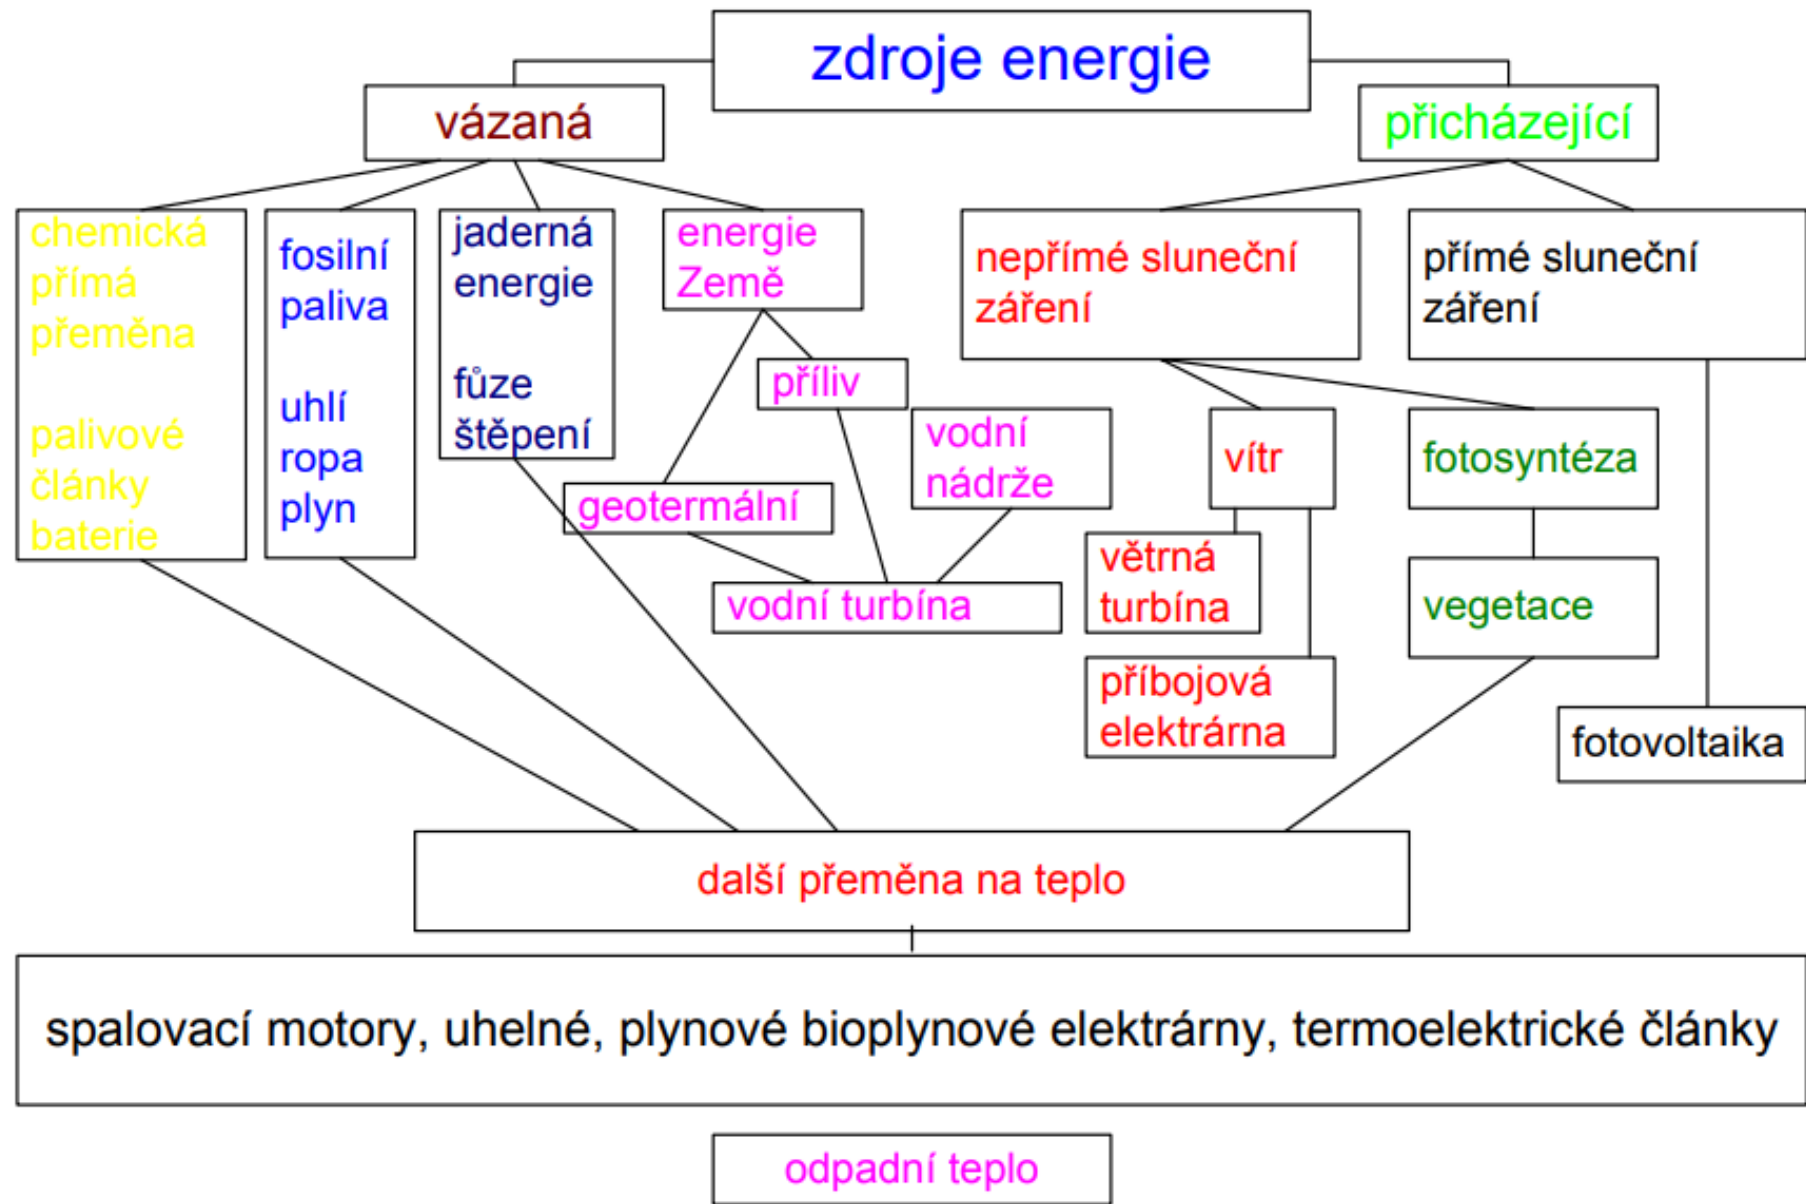 zdroje energie
vázaná
přicházející
chemická
přímá
přeměna
palivové
články
baterie
fosilní
paliva
uhlí
ropa
plyn
jaderná
energie
fůze
štěpení
energie
Země
nepřímé sluneční
záření
přímé sluneční
záření
příliv
vodní
nádrže
vítr
fotosyntéza
geotermální
vodní turbína
větrná
turbína
vegetace
příbojová
elektrárna
fotovoltaika
další přeměna na teplo
spalovací motory, uhelné, plynové bioplynové elektrárny, termoelektrické články
odpadní teplo